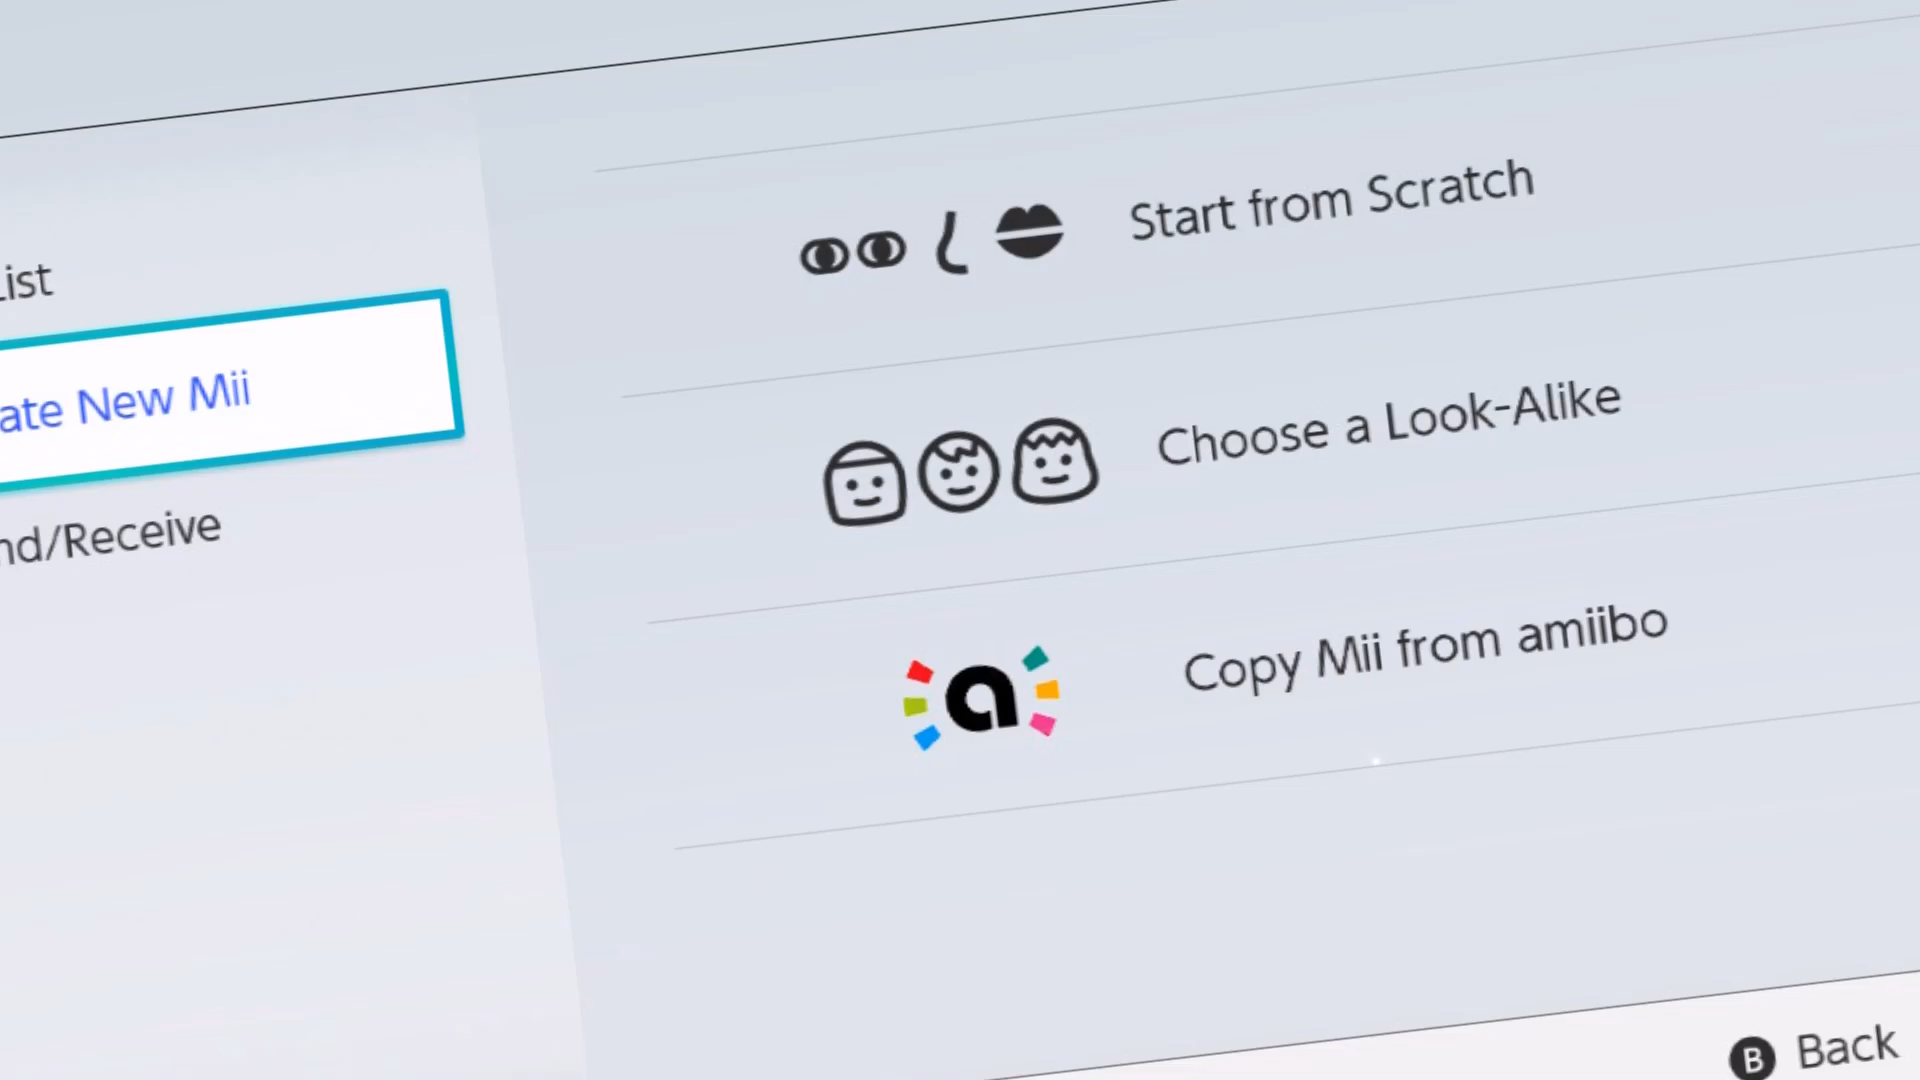 List
ate New Mii
nd/Receive
Start from Scratch
Choose a Look-Alike
a Copy Mii from amiibo
B Back